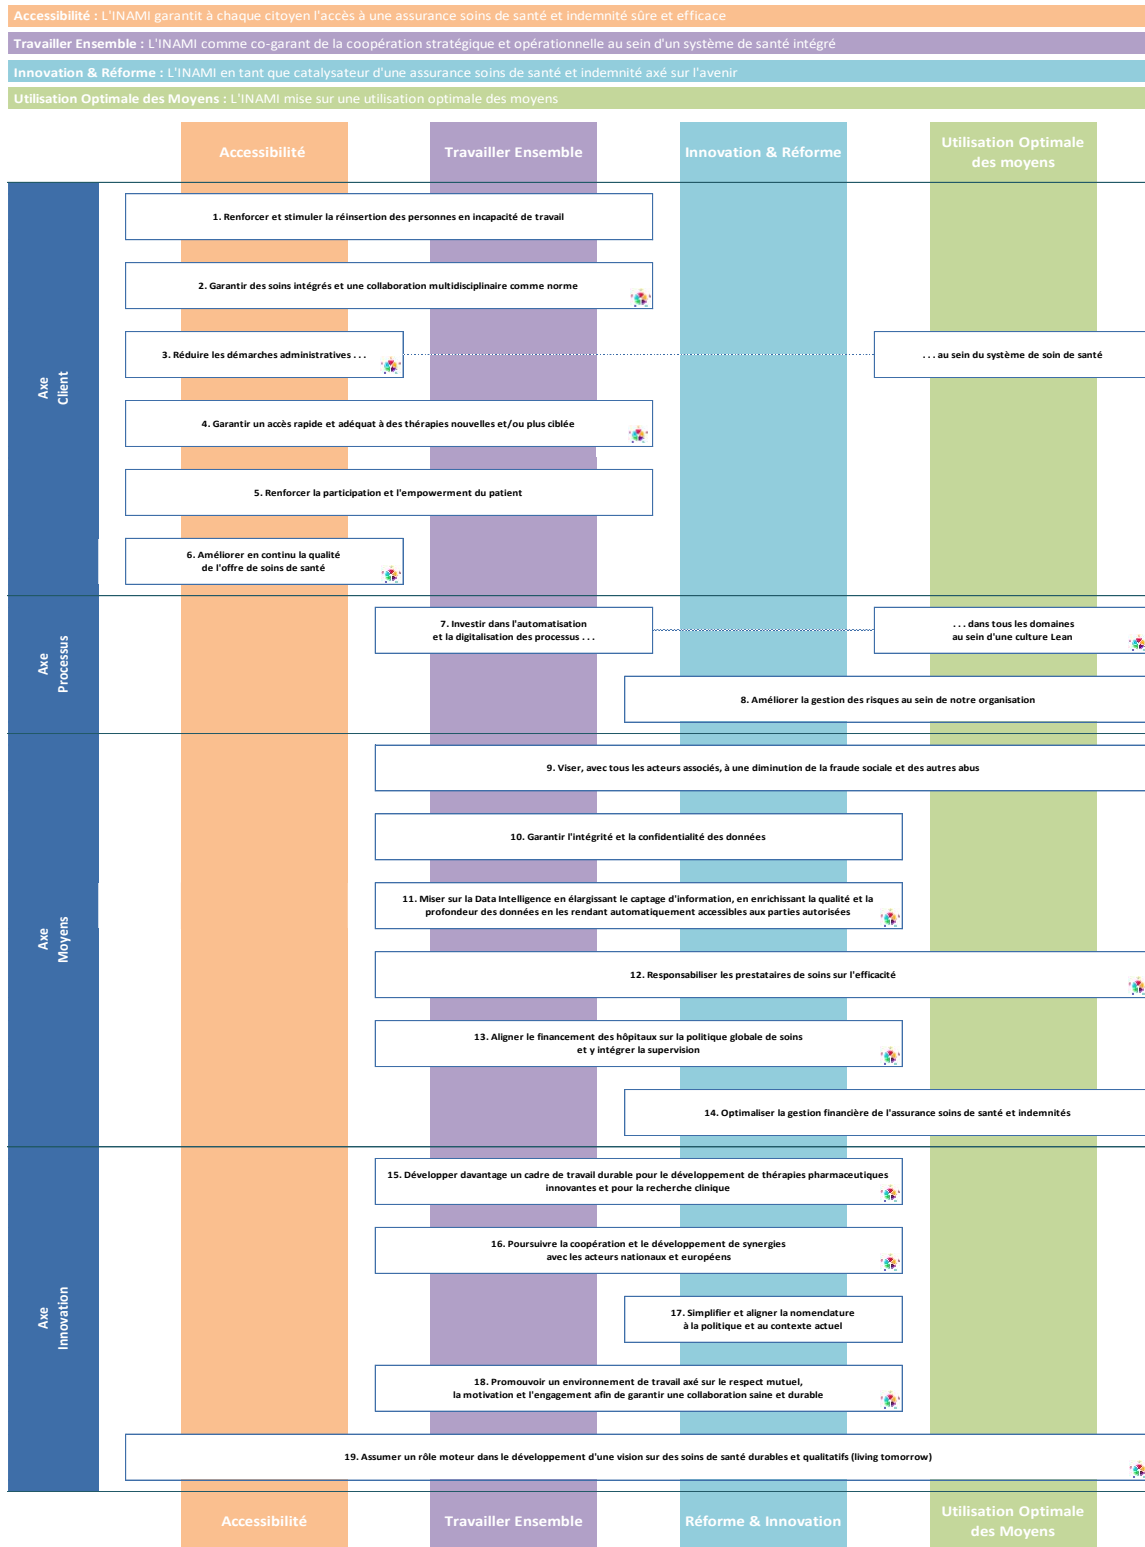 Accessibilité : L'INAMI garantit à chaque citoyen l'accès à une assurance soins de santé et indemnité sûre et efficace
Travailler Ensemble : L'INAMI comme co-garant de la coopération stratégique et opérationnelle au sein d'un système de santé intégré
Innovation & Réforme : L'INAMI en tant que catalysateur d'une assurance soins de santé et indemnité axé sur l'avenir
Utilisation Optimale des Moyens : L'INAMI mise sur une utilisation optimale des moyens
Accessibilité
Travailler Ensemble
Innovation & Réforme
Utilisation Optimale
des moyens
Axe
Client
1. Renforcer et stimuler la réinsertion des personnes en incapacité de travail
2. Garantir des soins intégrés et une collaboration multidisciplinaire comme norme
3. Réduire les démarches administratives . . .
. . . au sein du système de soin de santé
4. Garantir un accès rapide et adéquat à des thérapies nouvelles et/ou plus ciblée
5. Renforcer la participation et l'empowerment du patient
6. Améliorer en continu la qualité
de l'offre de soins de santé
Axe
Processus
7. Investir dans l'automatisation
et la digitalisation des processus . . .
. . . dans tous les domaines
au sein d'une culture Lean
8. Améliorer la gestion des risques au sein de notre organisation
Axe
Moyens
9. Viser, avec tous les acteurs associés, à une diminution de la fraude sociale et des autres abus
10. Garantir l'intégrité et la confidentialité des données
11. Miser sur la Data Intelligence en élargissant le captage d'information, en enrichissant la qualité et la
profondeur des données en les rendant automatiquement accessibles aux parties autorisées
12. Responsabiliser les prestataires de soins sur l'efficacité
13. Aligner le financement des hôpitaux sur la politique globale de soins
et y intégrer la supervision
14. Optimaliser la gestion financière de l'assurance soins de santé et indemnités
Axe
Innovation
15. Développer davantage un cadre de travail durable pour le développement de thérapies pharmaceutiques
innovantes et pour la recherche clinique
16. Poursuivre la coopération et le développement de synergies
avec les acteurs nationaux et européens
17. Simplifier et aligner la nomenclature
à la politique et au contexte actuel
18. Promouvoir un environnement de travail axé sur le respect mutuel,
la motivation et l'engagement afin de garantir une collaboration saine et durable
19. Assumer un rôle moteur dans le développement d'une vision sur des soins de santé durables et qualitatifs (living tomorrow)
Accessibilité
Travailler Ensemble
Réforme & Innovation
Utilisation Optimale
des Moyens